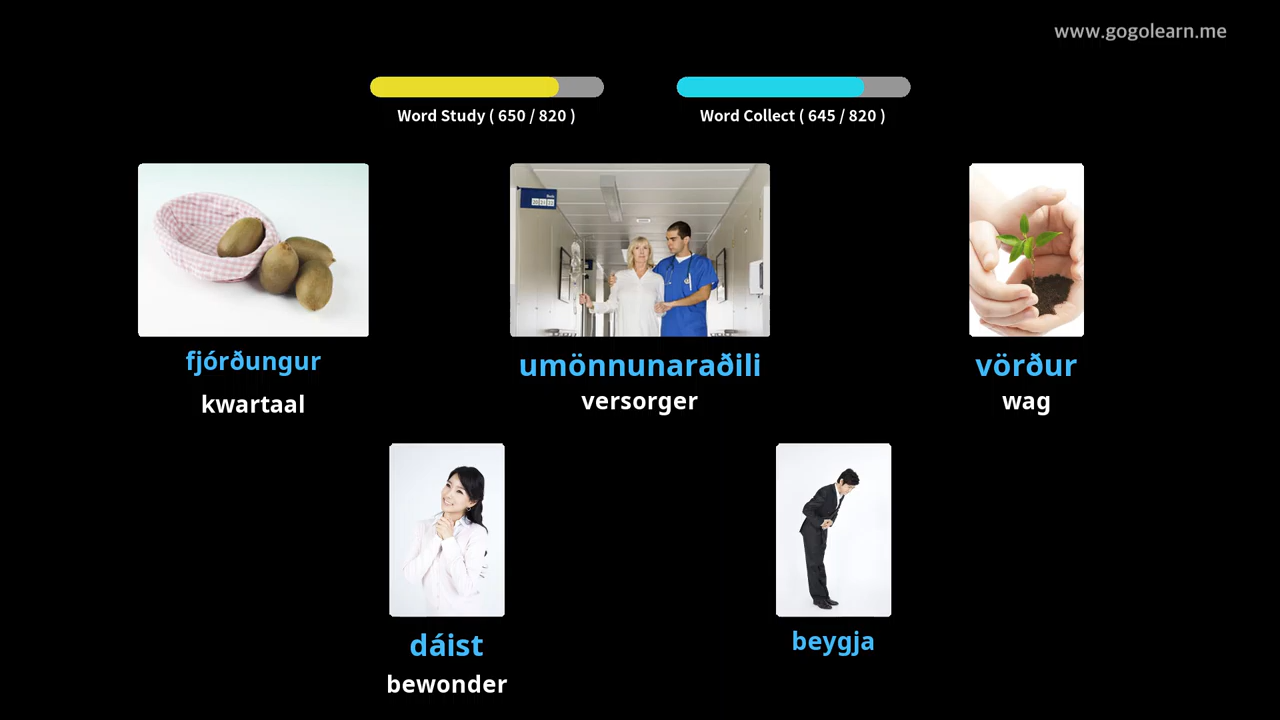 www.gogolearn.me
Word Study ( 650 / 820 )
Word Collect ( 645 / 820 )
fjórðungur
kwartaal
umönnunaraðili
versorger
vörður
wag
dáist
bewonder
beygja